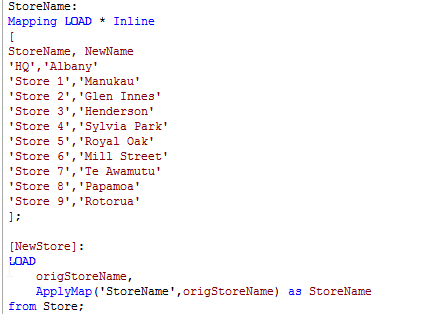 StoreName:
Mapping LOAD * Inline
[
StoreName, NewName
'HQ','Albany'
'Store 1','Manukau'
'Store 2','Glen Innes'
'Store 3','Henderson'
'Store 4','Sylvia Park'
'Store 5','Royal Oak'
'Store 6','Mill Street'
'Store 7','Te Awamutu'
'Store 8','Papamoa'
'Store 9','Rotorua'
];
[NewStore]:
LOAD
origStoreName,
ApplyMap('StoreName',origStoreName) as StoreName
from Store;